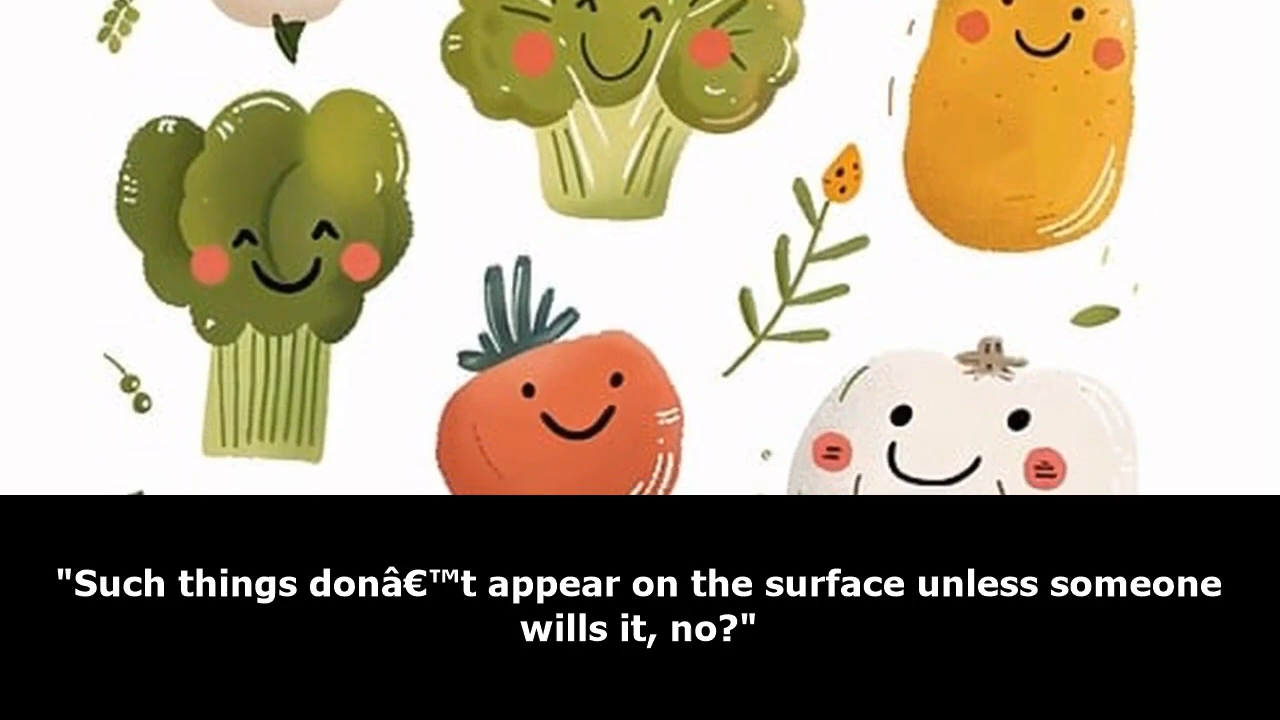 "Such things donâ€™t appear on the surface unless someone
wills it, no?"